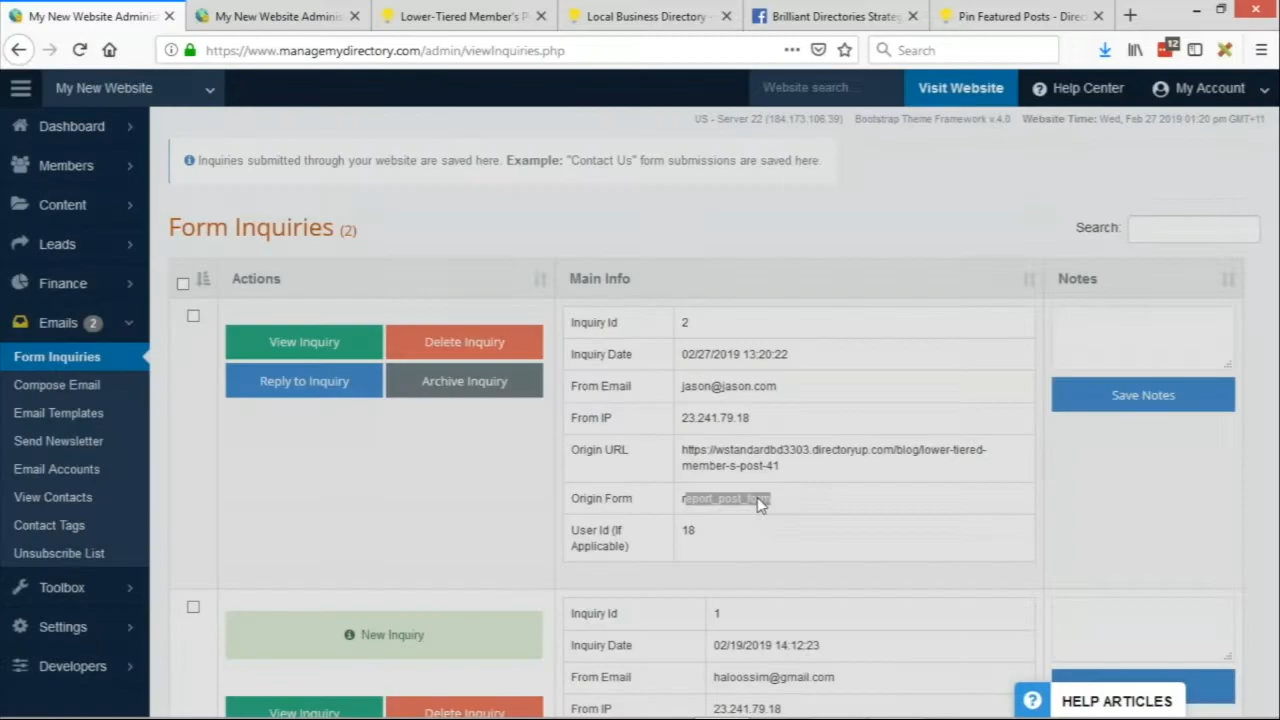 My New Website Adminis
My New Website Adminis
Lower-Tiered Member's P
Local Business Directory -
Brilliant Directories Strate
Pin Featured Posts - Direc
https://www.managemydirectory.com/admin/viewInquiries.php
Search
12
My New Website
Website search...
Visit Website
Help Center
My Account
US - Server 22 (184.173.106.39) Bootstrap Theme Framework v.4.0 Website Time: Wed, Feb 27 2019 01:20 pm GMT+11
Dashboard
Members
Content
Leads
Finance
Emails 2
Form Inquiries
Compose Email
Email Templates
Send Newsletter
Email Accounts
View Contacts
Contact Tags
Unsubscribe List
Toolbox
Settings
Developers
Inquiries submitted through your website are saved here. Example: "Contact Us" form submissions are saved here.
Form Inquiries (2)
Search:
Actions
Main Info
Notes
View Inquiry
Delete Inquiry
Reply to Inquiry
Archive Inquiry
Inquiry Id 2
Inquiry Date 02/27/2019 13:20:22
From Email jason@jason.com
From IP 23.241.79.18
Origin URL https://wstandardbd3303.directoryup.com/blog/lower-tiered-
member-s-post-41
Origin Form report_post_form
User Id (If 18
Applicable)
Save Notes
New Inquiry
View Inquiry
Delete Inquiry
Inquiry Id 1
Inquiry Date 02/19/2019 14:12:23
From Email haloossim@gmail.com
From IP 23.241.79.18
? HELP ARTICLES